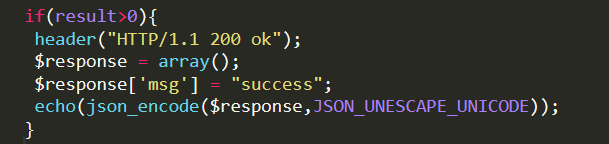 if(result>0){
header("HTTP/1.1 200 ok");
$response = array();
$response['msg'] = "success";
echo(json_encode($response,JSON_UNESCAPE_UNICODE));
}